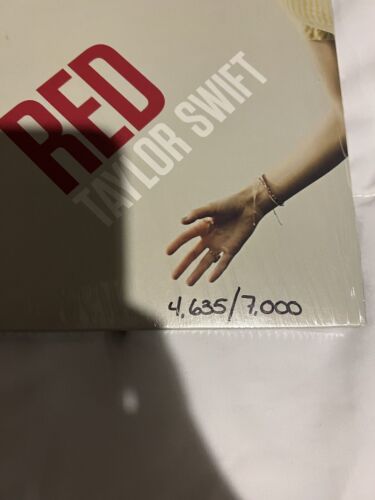 RED
TAYLOR SWIFT
4,635/7,000